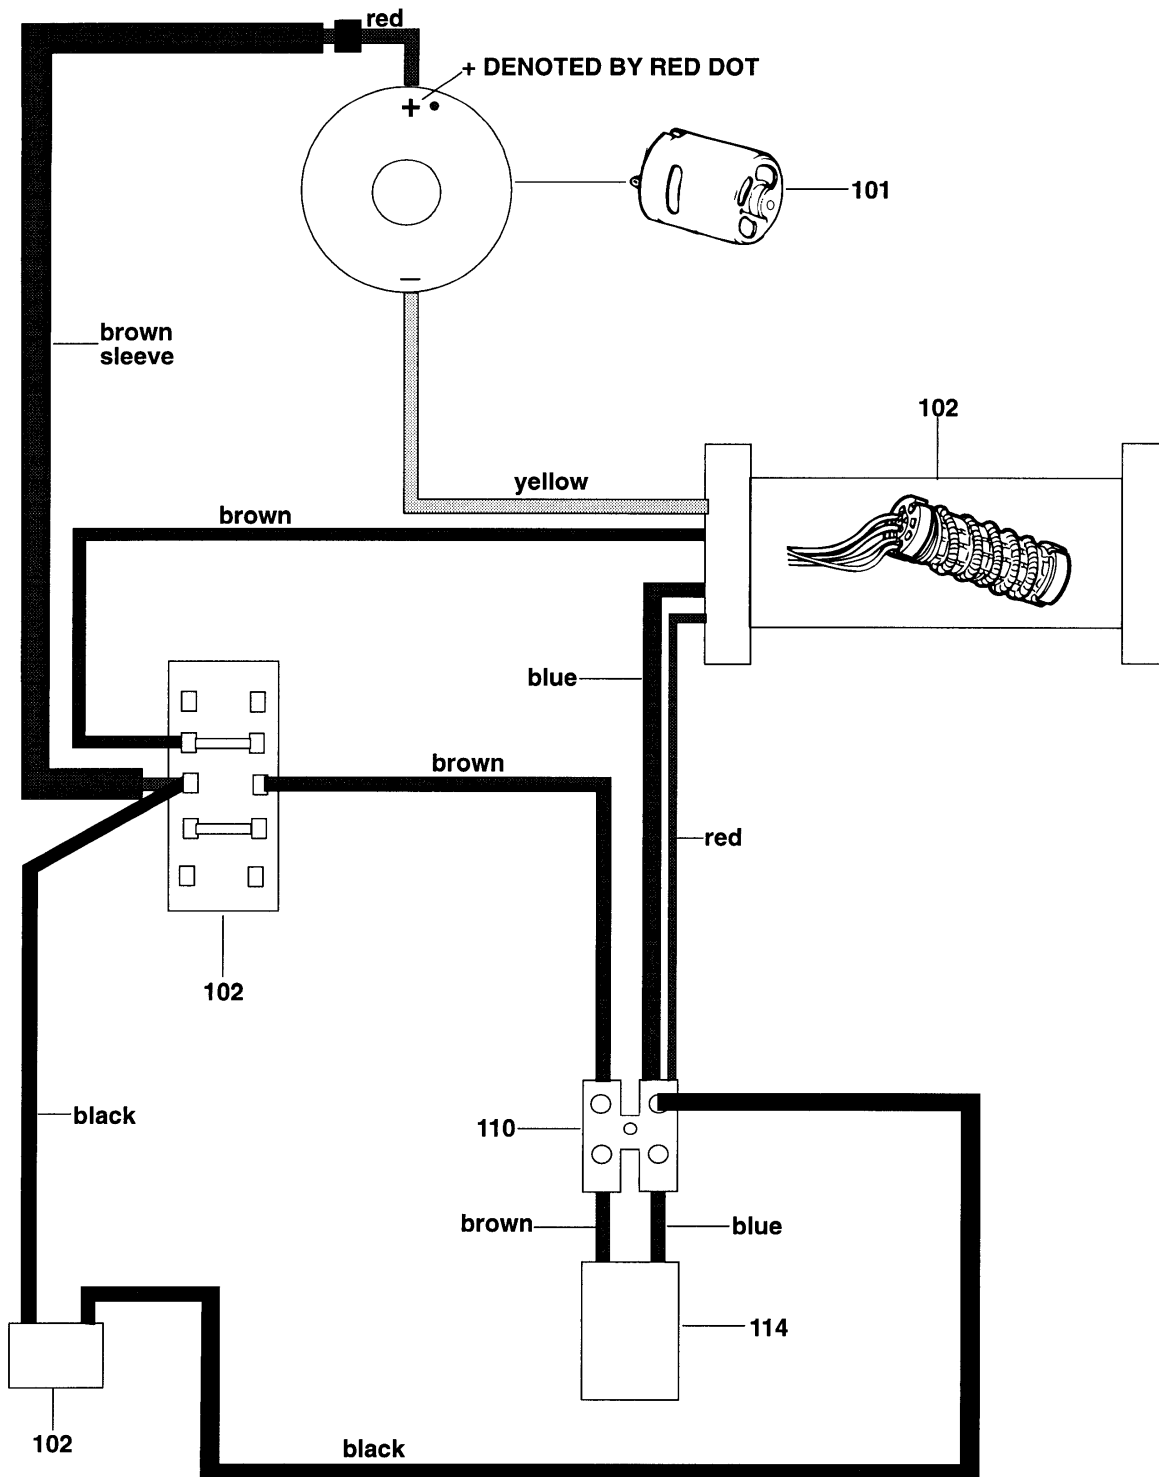 red
+ DENOTED BY RED DOT
+
101
−
brown
sleeve
102
yellow
brown
blue
brown
red
102
black
110
brown
blue
114
102
black